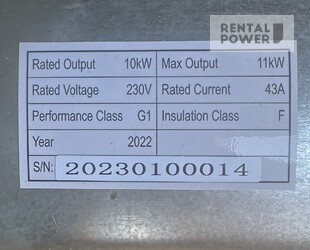 RENTAL
POWER
Rated Output 10kW Max Output 11kW
Rated Voltage 230V Rated Current 43A
Performance Class G1 Insulation Class F
Year 2022
S/N: 20230100014